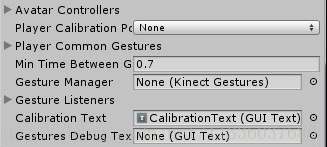 Avatar Controllers
Player Calibration Po None
Player Common Gestures
Min Time Between G 0.7
Gesture Manager None (Kinect Gestures)
Gesture Listeners
Calibration Text CalibrationText (GUI Text)
Gestures Debug Tex None (GUI Text)